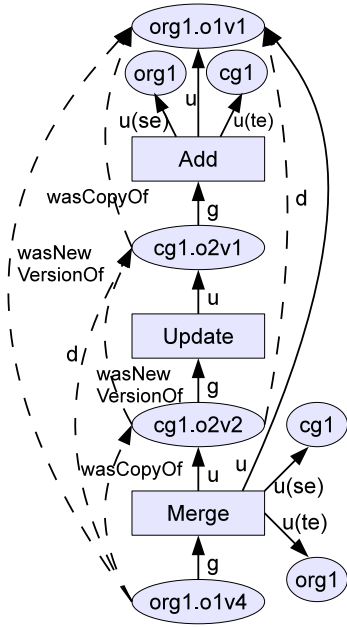 org1.o1v1
org1
cg1
u
u(se)
u(te)
Add
wasCopyOf
d
g
cg1.o2v1
wasNew
VersionOf
u
d
Update
wasNew
VersionOf
g
cg1.o2v2
cg1
wasCopyOf
u
u
u(se)
Merge
u(te)
g
org1
org1.o1v4